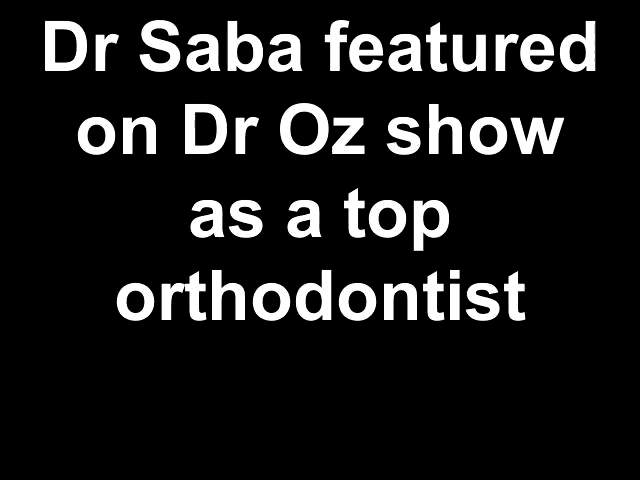 Dr Saba featured
on Dr Oz show
as a top
orthodontist